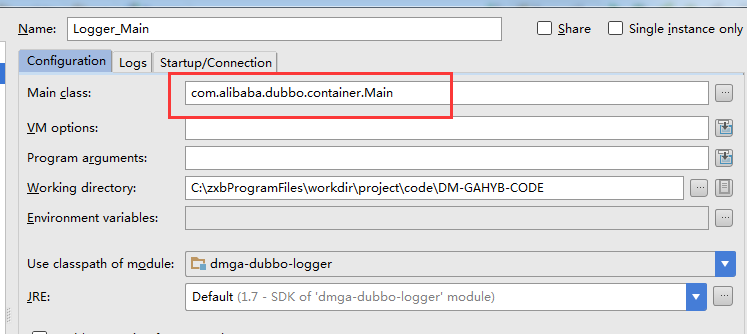 Name: Logger_Main Share Single instance only
Configuration Logs Startup/Connection
Main class: com.alibaba.dubbo.container.Main ...
VM options:
Program arguments:
Working directory: C:\zxbProgramFiles\workdir\project\code\DM-GAHYB-CODE ...
Environment variables: ...
Use classpath of module: dmga-dubbo-logger
JRE: Default (1.7 - SDK of 'dmga-dubbo-logger' module) ...